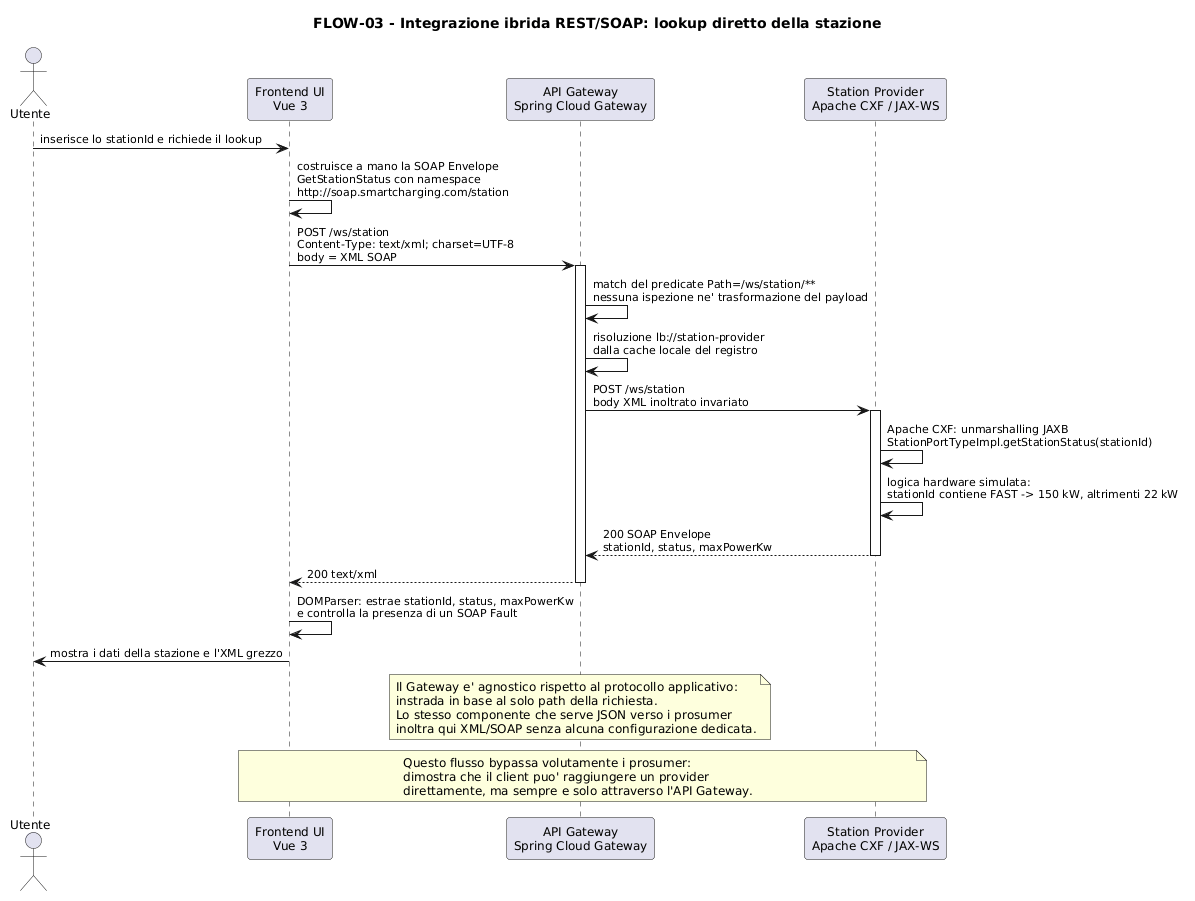 FLOW-03 - Integrazione ibrida REST/SOAP: lookup diretto della stazione
Utente
Frontend UI
Vue 3
API Gateway
Spring Cloud Gateway
Station Provider
Apache CXF / JAX-WS
inserisce lo stationId e richiede il lookup
costruisce a mano la SOAP Envelope
GetStationStatus con namespace
http://soap.smartcharging.com/station
POST /ws/station
Content-Type: text/xml; charset=UTF-8
body = XML SOAP
match del predicate Path=/ws/station/**
nessuna ispezione ne' trasformazione del payload
risoluzione lb://station-provider
dalla cache locale del registro
POST /ws/station
body XML inoltrato invariato
Apache CXF: unmarshalling JAXB
StationPortTypeImpl.getStationStatus(stationId)
logica hardware simulata:
stationId contiene FAST -> 150 kW, altrimenti 22 kW
200 SOAP Envelope
stationId, status, maxPowerKw
200 text/xml
DOMParser: estrae stationId, status, maxPowerKw
e controlla la presenza di un SOAP Fault
mostra i dati della stazione e l'XML grezzo
Il Gateway e' agnostico rispetto al protocollo applicativo:
instrada in base al solo path della richiesta.
Lo stesso componente che serve JSON verso i prosumer
inoltra qui XML/SOAP senza alcuna configurazione dedicata.
Questo flusso bypassa volutamente i prosumer:
dimostra che il client puo' raggiungere un provider
direttamente, ma sempre e solo attraverso l'API Gateway.
Utente
Frontend UI
Vue 3
API Gateway
Spring Cloud Gateway
Station Provider
Apache CXF / JAX-WS